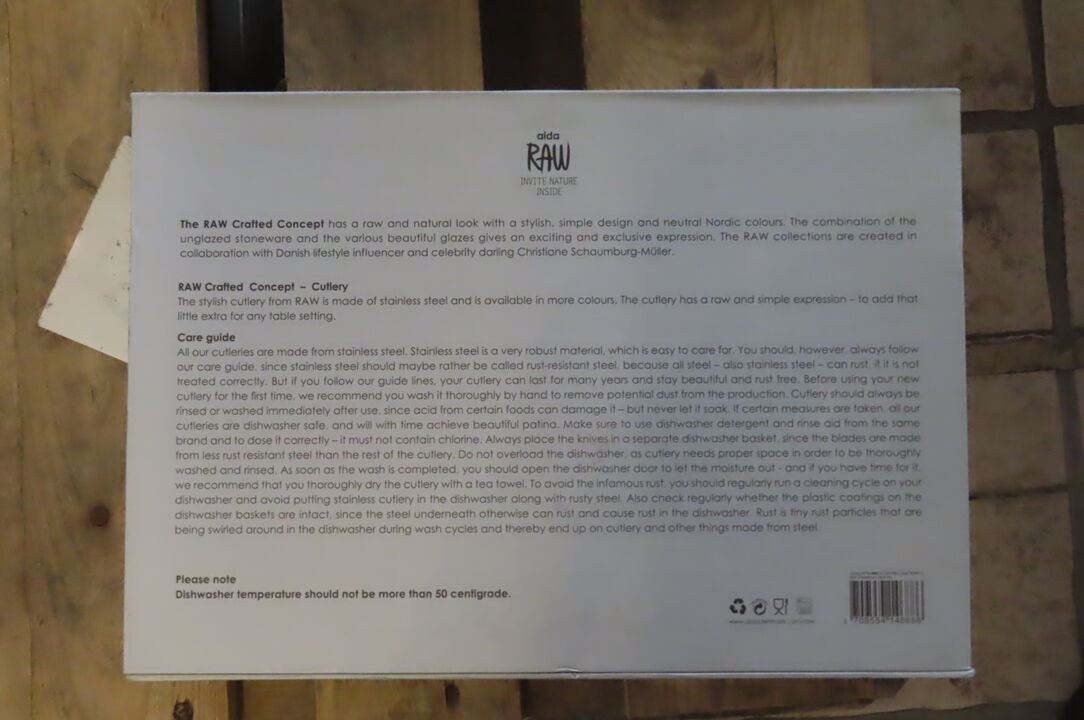 aida
RAW
INVITE NATURE
INSIDE
The RAW Crafted Concept has a raw and natural look with a stylish, simple design and neutral Nordic colours. The combination of the
unglazed stoneware and the various beautiful glazes gives an exciting and exclusive expression. The RAW collections are created in
collaboration with Danish lifestyle influencer and celebrity darling Christiane Schaumburg-Müller.
RAW Crafted Concept – Cutlery
The stylish cutlery from RAW is made of stainless steel and is available in more colours. The cutlery has a raw and simple expression – to add that
little extra for any table setting.
Care guide
All our cutleries are made from stainless steel. Stainless steel is a very robust material, which is easy to care for. You should, however, always follow
our care guide, since stainless steel should maybe rather be called rust-resistant steel, because all steel – also stainless steel – can rust, if it is not
treated correctly. But if you follow our guide lines, your cutlery can last for many years and stay beautiful and rust free. Before using your new
cutlery for the first time, we recommend you wash it thoroughly by hand to remove potential dust from the production. Cutlery should always be
rinsed or washed immediately after use, since acid from certain foods can damage it – but never let it soak. If certain measures are taken, all our
cutleries are dishwasher safe, and will with time achieve beautiful patina. Make sure to use dishwasher detergent and rinse aid from the same
brand and to dose it correctly – it must not contain chlorine. Always place the knives in a separate dishwasher basket, since the blades are made
from less rust resistant steel than the rest of the cutlery. Do not overload the dishwasher, as cutlery needs proper space in order to be thoroughly
washed and rinsed. As soon as the wash is completed, you should open the dishwasher door to let the moisture out - and if you have time for it,
we recommend that you thoroughly dry the cutlery with a tea towel. To avoid the infamous rust, you should regularly run a cleaning cycle on your
dishwasher and avoid putting stainless cutlery in the dishwasher along with rusty steel. Also check regularly whether the plastic coatings on the
dishwasher baskets are intact, since the steel underneath otherwise can rust and cause rust in the dishwasher. Rust is tiny rust particles that are
being swirled around in the dishwasher during wash cycles and thereby end up on cutlery and other things made from steel.
Please note
Dishwasher temperature should not be more than 50 centigrade.